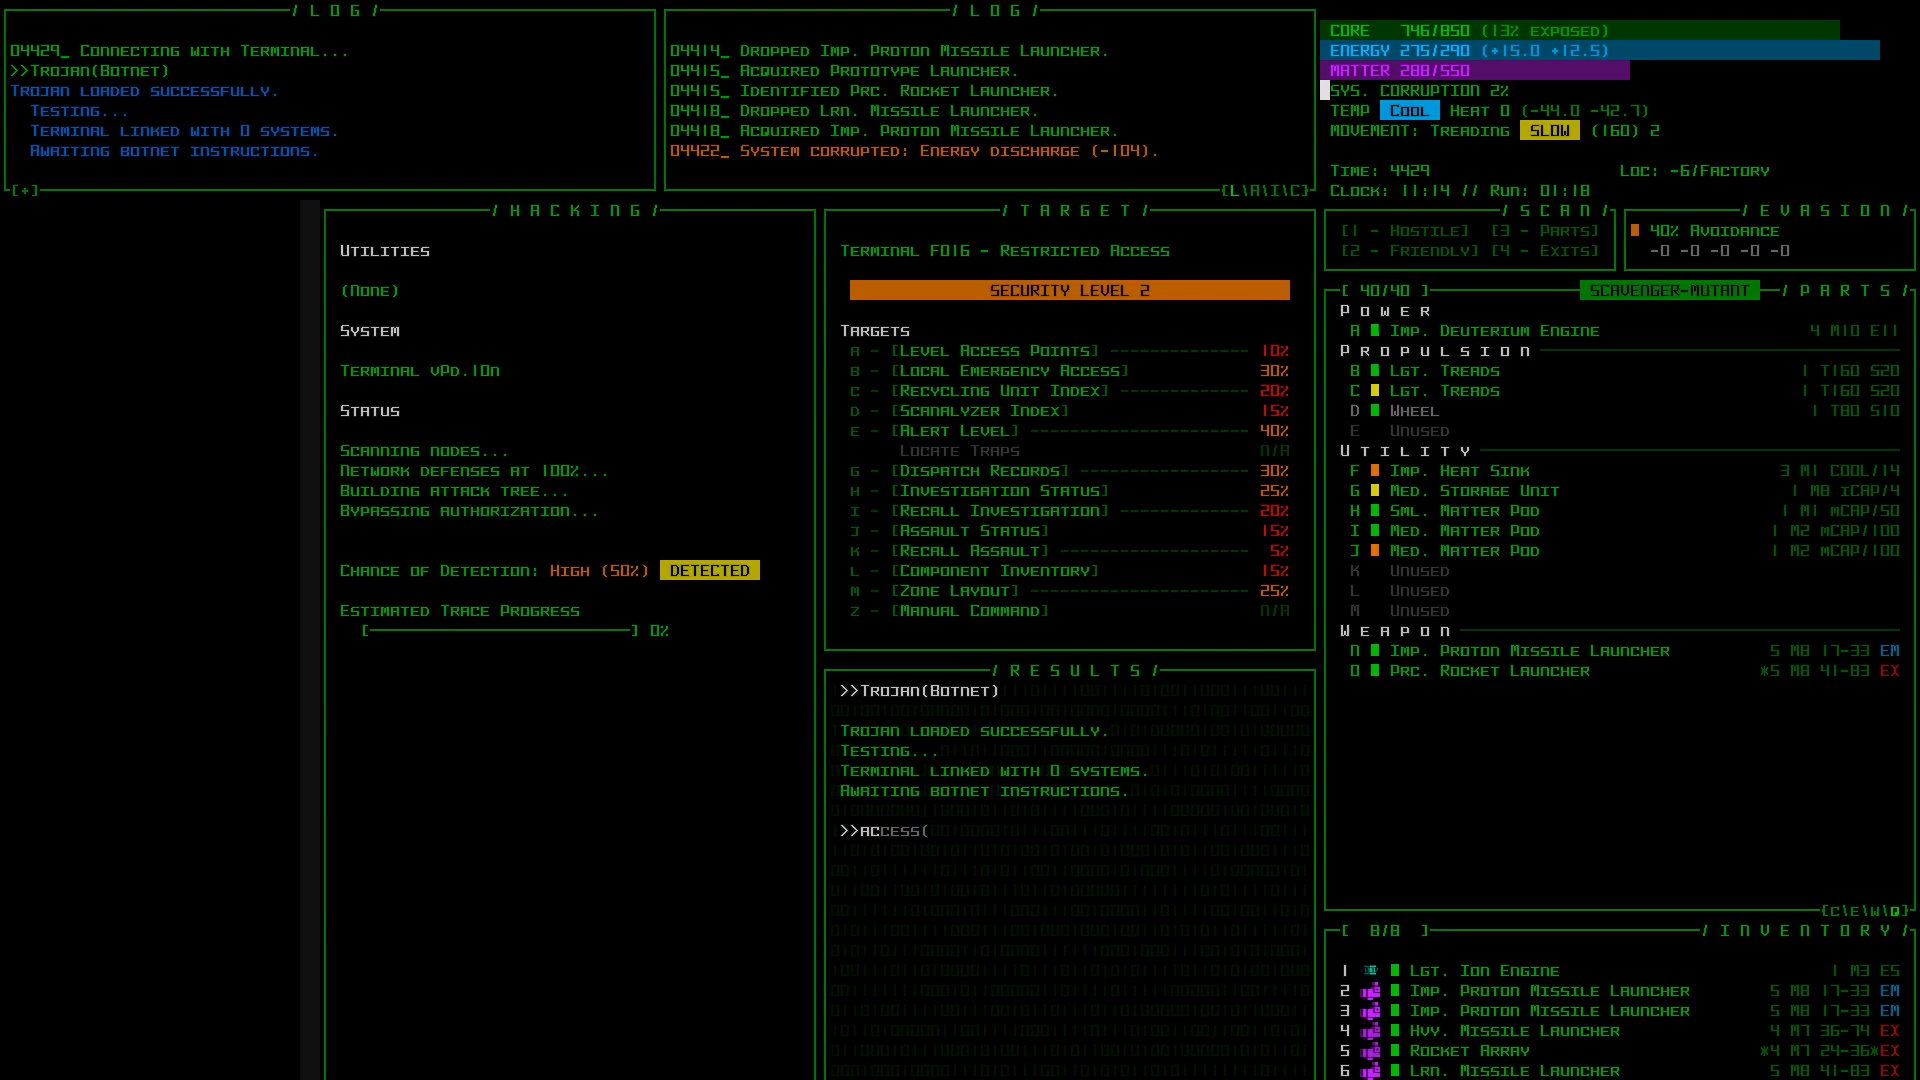 / L O G /
04429_ Connecting with Terminal...
>>Trojan(Botnet)
Trojan loaded successfully.
Testing...
Terminal linked with 0 systems.
Awaiting botnet instructions.
[+]
/ L O G /
04414_ Dropped Imp. Proton Missile Launcher.
04415_ Acquired Prototype Launcher.
04415_ Identified Prc. Rocket Launcher.
04418_ Dropped Lrn. Missile Launcher.
04418_ Acquired Imp. Proton Missile Launcher.
04422_ System corrupted: Energy discharge (-104).
{L\A\I\C}
CORE 746/850 (13% exposed)
ENERGY 275/290 (+15.0 +12.5)
MATTER 288/550
SYS. CORRUPTION 2%
TEMP Cool Heat 0 (-44.0 -42.7)
MOVEMENT: Treading SLOW (160) 2
Time: 4429 Loc: -6/Factory
Clock: 11:14 // Run: 01:18
/ H A C K I N G /
Utilities
(None)
System
Terminal vPd.10n
Status
Scanning nodes...
Network defenses at 100%...
Building attack tree...
Bypassing authorization...
Chance of Detection: High (50%) DETECTED
Estimated Trace Progress
[ ] 0%
/ T A R G E T /
Terminal F016 - Restricted Access
SECURITY LEVEL 2
Targets
A - [Level Access Points] 10%
B - [Local Emergency Access] 30%
C - [Recycling Unit Index] 20%
D - [Scanalyzer Index] 15%
E - [Alert Level] 40%
Locate Traps N/A
G - [Dispatch Records] 30%
H - [Investigation Status] 25%
I - [Recall Investigation] 20%
J - [Assault Status] 15%
K - [Recall Assault] 5%
L - [Component Inventory] 15%
M - [Zone Layout] 25%
Z - [Manual Command] N/A
/ R E S U L T S /
>>Trojan(Botnet)
Trojan loaded successfully.
Testing...
Terminal linked with 0 systems.
Awaiting botnet instructions.
>>access(
/ S C A N /
[1 - Hostile] [3 - Parts]
[2 - Friendly] [4 - Exits]
/ E V A S I O N /
40% Avoidance
-0 -0 -0 -0 -0
[ 40/40 ] SCAVENGER-MUTANT / P A R T S /
P o w e r
A Imp. Deuterium Engine 4 M10 E11
P r o p u l s i o n
B Lgt. Treads 1 T160 S20
C Lgt. Treads 1 T160 S20
D Wheel 1 T80 S10
E Unused
U t i l i t y
F Imp. Heat Sink 3 M1 COOL/14
G Med. Storage Unit 1 M8 iCAP/4
H Sml. Matter Pod 1 M1 mCAP/50
I Med. Matter Pod 1 M2 mCAP/100
J Med. Matter Pod 1 M2 mCAP/100
K Unused
L Unused
M Unused
W e a p o n
N Imp. Proton Missile Launcher 5 M8 17-33 EM
O Prc. Rocket Launcher *5 M8 41-83 EX
{C\E\W\Q}
[ 8/8 ] / I N V E N T O R Y /
1 Lgt. Ion Engine 1 M3 E5
2 Imp. Proton Missile Launcher 5 M8 17-33 EM
3 Imp. Proton Missile Launcher 5 M8 17-33 EM
4 Hvy. Missile Launcher 4 M7 36-74 EX
5 Rocket Array *4 M7 24-36*EX
6 Lrn. Missile Launcher 5 M8 41-83 EX